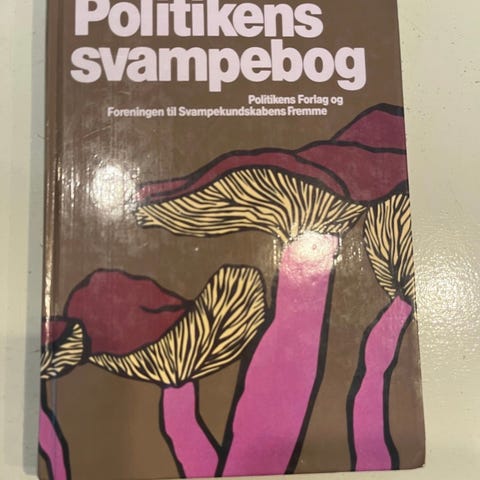 Politikens
svampebog
Politikens Forlag og
Foreningen til Svampekundskabens Fremme